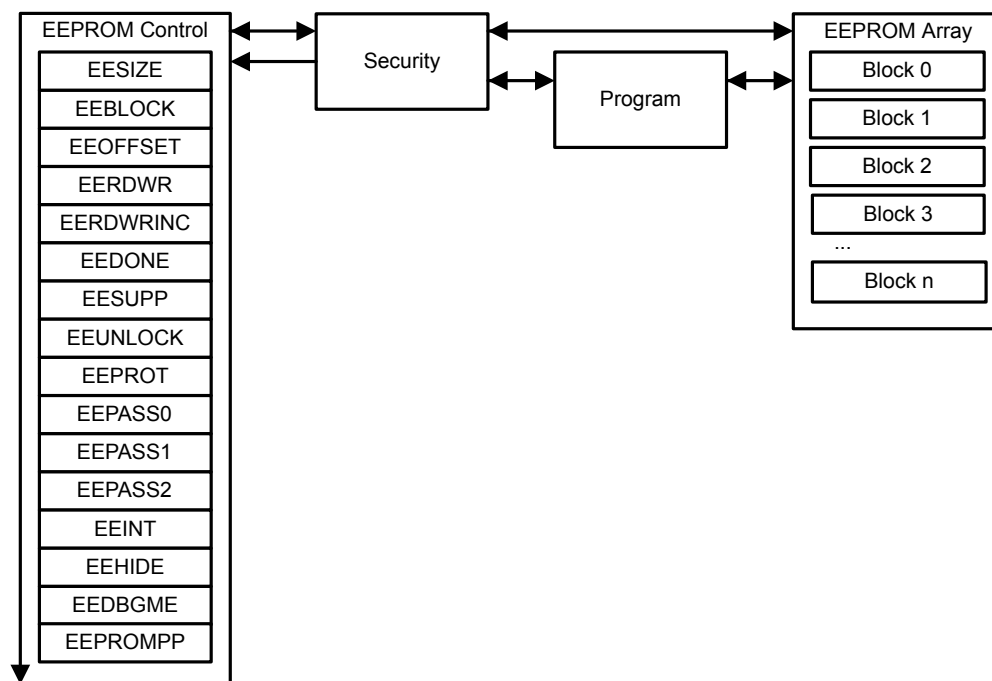 EEPROM Control
EESIZE
EEBLOCK
EEOFFSET
EERDWR
EERDWRINC
EEDONE
EESUPP
EEUNLOCK
EEPROT
EEPASS0
EEPASS1
EEPASS2
EEINT
EEHIDE
EEDBGME
EEPROMPP
Security
Program
EEPROM Array
Block 0
Block 1
Block 2
Block 3
...
Block n